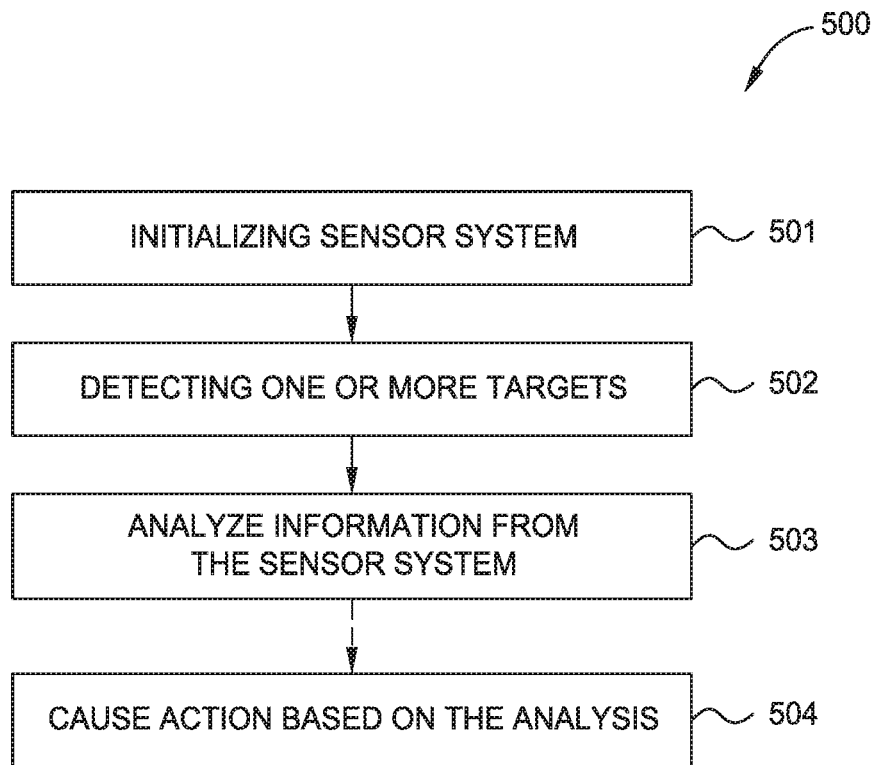 500
INITIALIZING SENSOR SYSTEM
501
DETECTING ONE OR MORE TARGETS
502
ANALYZE INFORMATION FROM
THE SENSOR SYSTEM
503
CAUSE ACTION BASED ON THE ANALYSIS
504